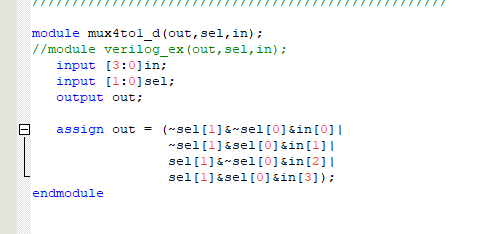 ////////////////////////////////////////////////////
module mux4to1_d(out,sel,in);
//module verilog_ex(out,sel,in);
input [3:0]in;
input [1:0]sel;
output out;
assign out = (~sel[1]&~sel[0]&in[0]|
~sel[1]&sel[0]&in[1]|
sel[1]&~sel[0]&in[2]|
sel[1]&sel[0]&in[3]);
endmodule